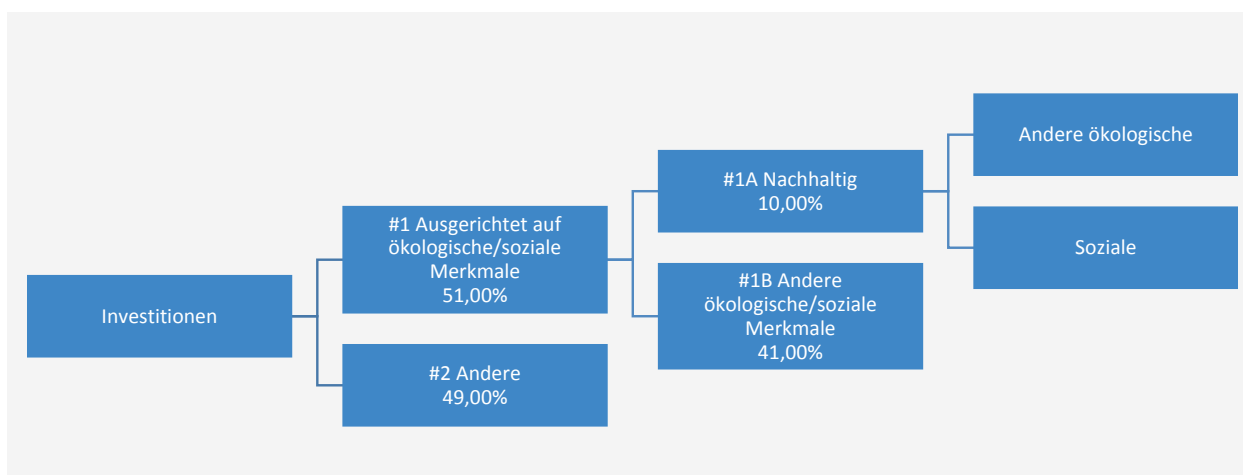 Investitionen
#1 Ausgerichtet auf
ökologische/soziale
Merkmale
51,00%
#2 Andere
49,00%
#1A Nachhaltig
10,00%
#1B Andere
ökologische/soziale
Merkmale
41,00%
Andere ökologische
Soziale